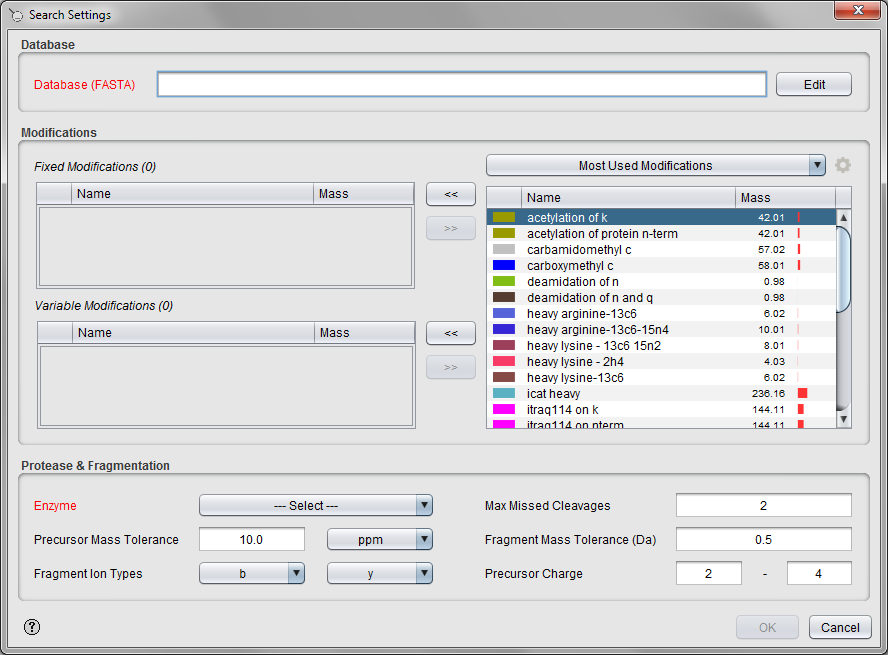 Search Settings
Database
Database (FASTA)
Edit
Modifications
Fixed Modifications (0)
Name Mass
<<
>>
Variable Modifications (0)
Name Mass
<<
>>
Most Used Modifications
Name Mass
acetylation of k 42.01
acetylation of protein n-term 42.01
carbamidomethyl c 57.02
carboxymethyl c 58.01
deamidation of n 0.98
deamidation of n and q 0.98
heavy arginine-13c6 6.02
heavy arginine-13c6-15n4 10.01
heavy lysine - 13c6 15n2 8.01
heavy lysine - 2h4 4.03
heavy lysine-13c6 6.02
icat heavy 236.16
itraq114 on k 144.11
itraq114 on nterm 144.11
Protease & Fragmentation
Enzyme --- Select --- Max Missed Cleavages 2
Precursor Mass Tolerance 10.0 ppm Fragment Mass Tolerance (Da) 0.5
Fragment Ion Types b y Precursor Charge 2 - 4
? OK Cancel